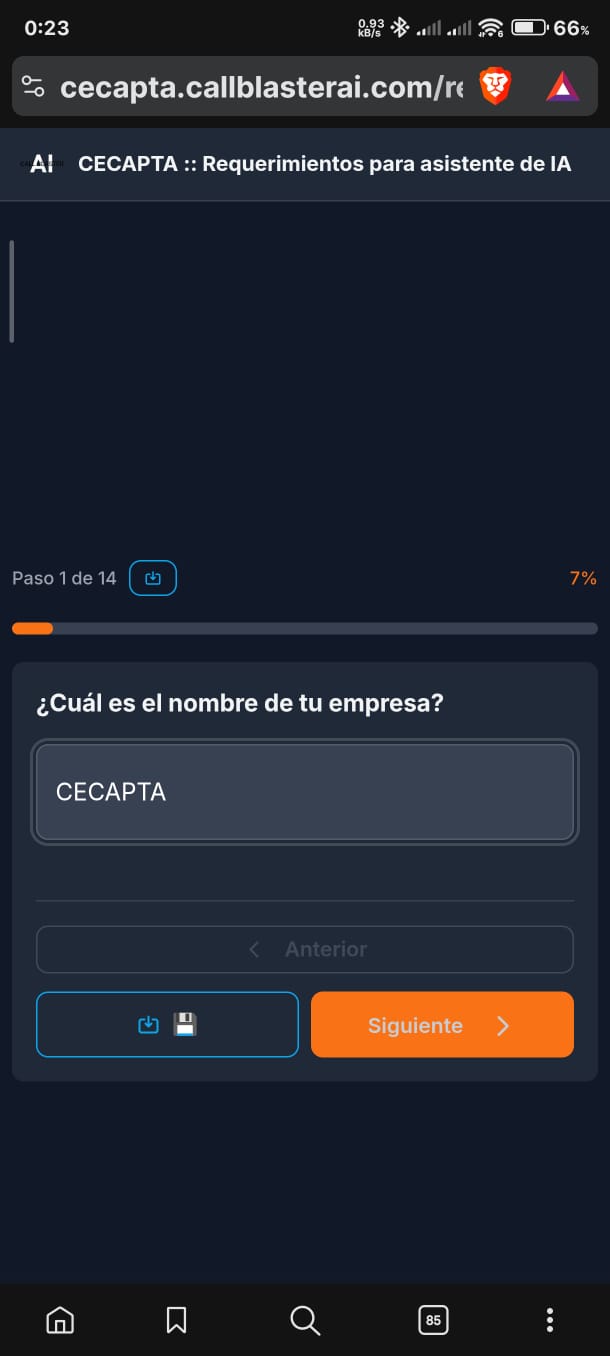 0:23
0.93
kB/s
6
66%
cecapta.callblasterai.com/re
AI
CECAPTA :: Requerimientos para asistente de IA
Paso 1 de 14
7%
¿Cuál es el nombre de tu empresa?
CECAPTA
Anterior
Siguiente
85